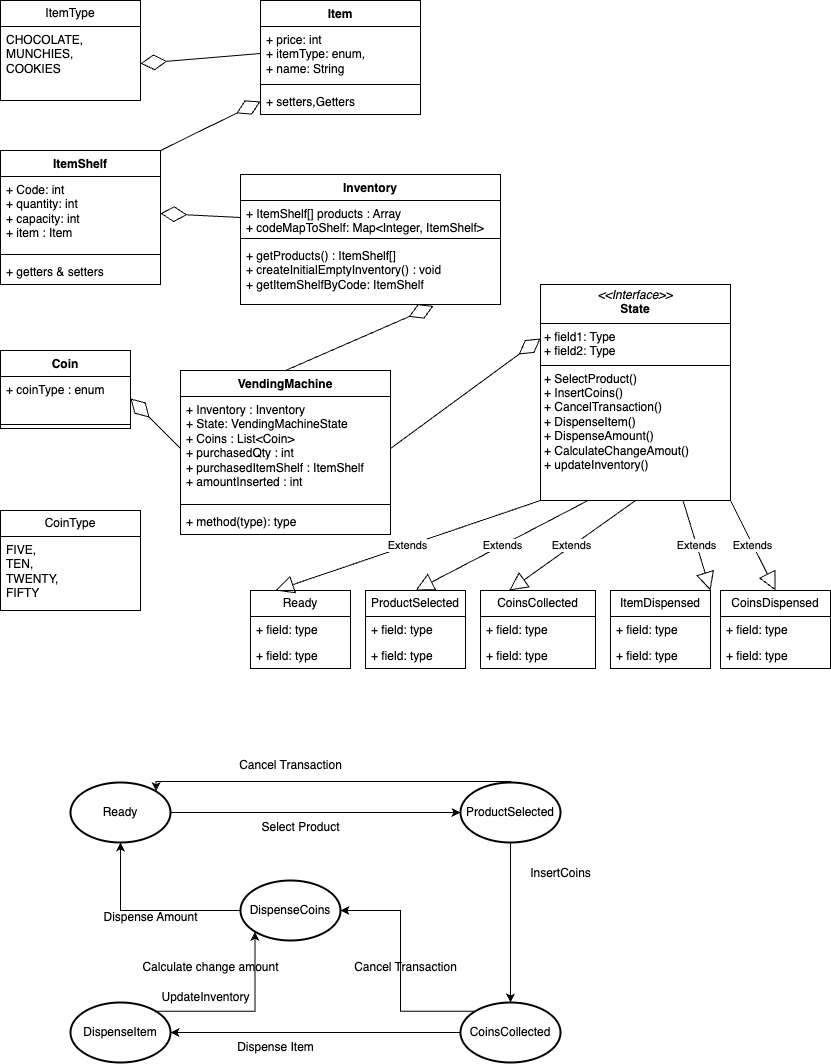 ItemType
CHOCOLATE,
MUNCHIES,
COOKIES
Item
+ price: int
+ itemType: enum,
+ name: String
+ setters,Getters
ItemShelf
+ Code: int
+ quantity: int
+ capacity: int
+ item : Item
+ getters & setters
Inventory
+ ItemShelf[] products : Array
+ codeMapToShelf: Map<Integer, ItemShelf>
+ getProducts() : ItemShelf[]
+ createInitialEmptyInventory() : void
+ getItemShelfByCode: ItemShelf
<<Interface>>
State
+ field1: Type
+ field2: Type
+ SelectProduct()
+ InsertCoins()
+ CancelTransaction()
+ DispenseItem()
+ DispenseAmount()
+ CalculateChangeAmout()
+ updateInventory()
Coin
+ coinType : enum
VendingMachine
+ Inventory : Inventory
+ State: VendingMachineState
+ Coins : List<Coin>
+ purchasedQty : int
+ purchasedItemShelf : ItemShelf
+ amountInserted : int
+ method(type): type
CoinType
FIVE,
TEN,
TWENTY,
FIFTY
Extends
Extends
Extends
Extends
Extends
Ready
+ field: type
+ field: type
ProductSelected
+ field: type
+ field: type
CoinsCollected
+ field: type
+ field: type
ItemDispensed
+ field: type
+ field: type
CoinsDispensed
+ field: type
+ field: type
Cancel Transaction
Ready
ProductSelected
Select Product
InsertCoins
DispenseCoins
Dispense Amount
Calculate change amount
Cancel Transaction
UpdateInventory
DispenseItem
CoinsCollected
Dispense Item